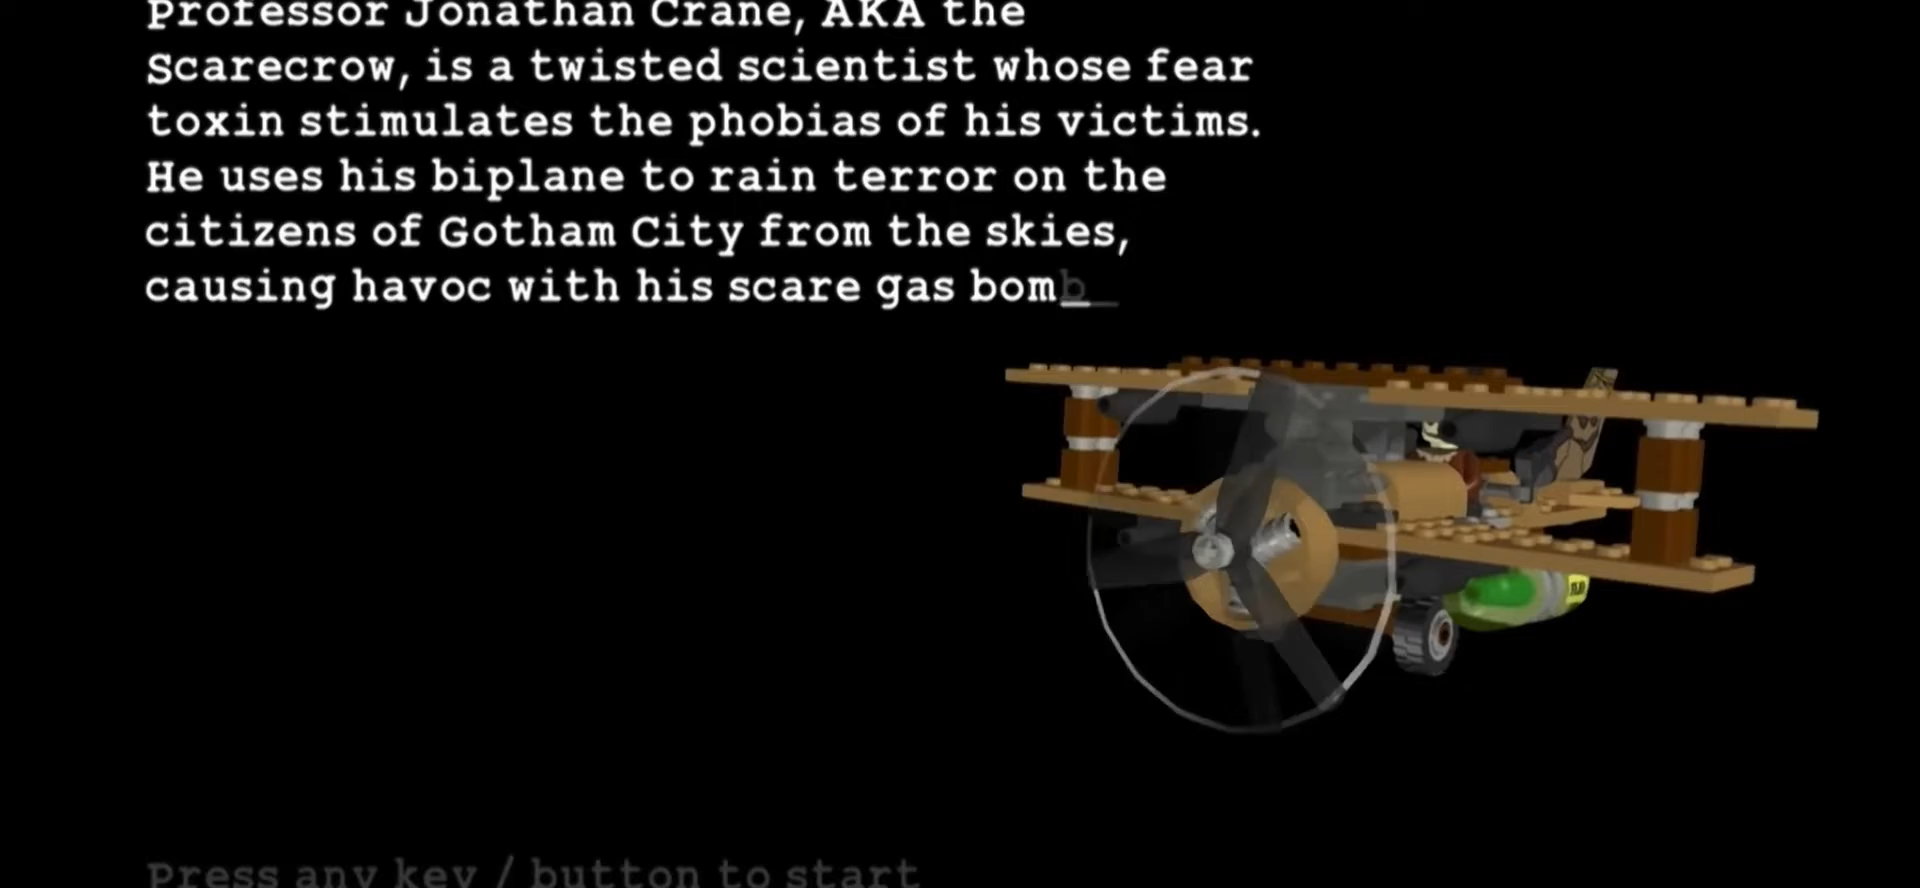 Professor Jonathan Crane, AKA the
Scarecrow, is a twisted scientist whose fear
toxin stimulates the phobias of his victims.
He uses his biplane to rain terror on the
citizens of Gotham City from the skies,
causing havoc with his scare gas bomb_
Press any key / button to start